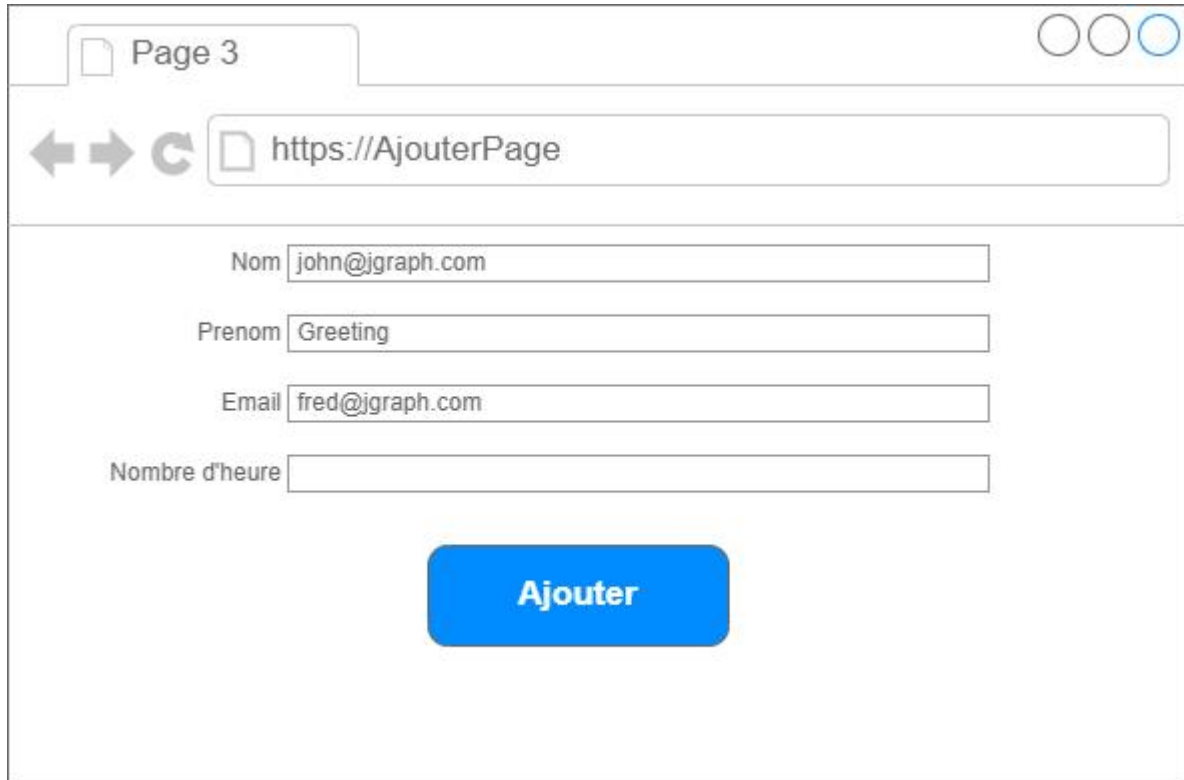 Page 3
https://AjouterPage
Nom john@jgraph.com
Prenom Greeting
Email fred@jgraph.com
Nombre d'heure
Ajouter